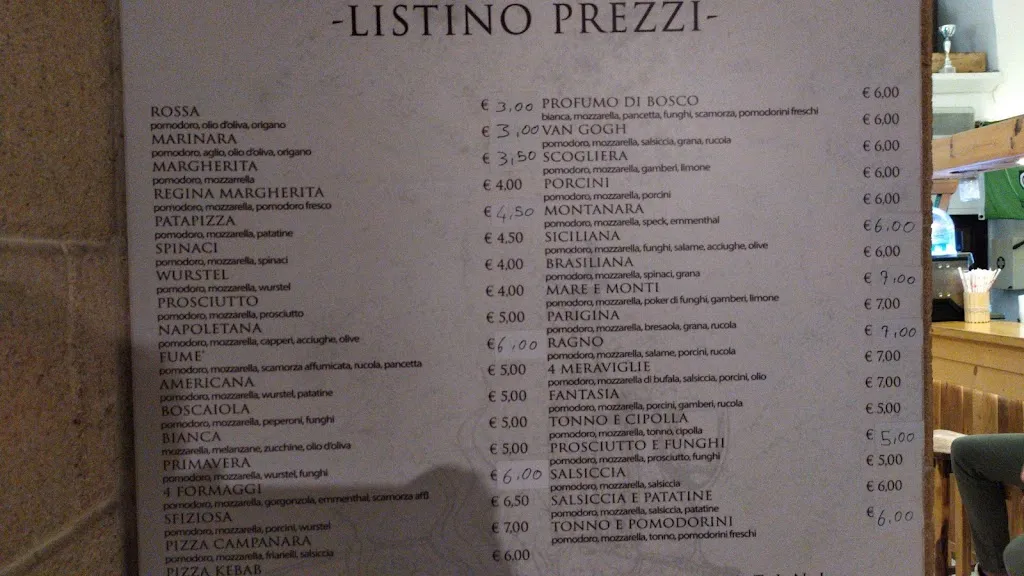 -LISTINO PREZZI-
ROSSA € 3,00
pomodoro, olio d'oliva, origano
MARINARA € 3,00
pomodoro, aglio, olio d'oliva, origano
MARGHERITA € 3,50
pomodoro, mozzarella
REGINA MARGHERITA € 4,00
pomodoro, mozzarella, pomodoro fresco
PATAPIZZA € 4,50
pomodoro, mozzarella, patatine
SPINACI € 4,50
pomodoro, mozzarella, spinaci
WURSTEL € 4,00
pomodoro, mozzarella, wurstel
PROSCIUTTO € 4,00
pomodoro, mozzarella, prosciutto
NAPOLETANA € 5,00
pomodoro, mozzarella, capperi, acciughe, olive
FUME' € 6,00
pomodoro, mozzarella, scamorza affumicata, rucola, pancetta
AMERICANA € 5,00
pomodoro, mozzarella, wurstel, patatine
BOSCAIOLA € 5,00
pomodoro, mozzarella, peperoni, funghi
BIANCA € 5,00
mozzarella, melanzane, zucchine, olio d'oliva
PRIMAVERA € 5,00
pomodoro, mozzarella, wurstel, funghi
4 FORMAGGI € 6,00
pomodoro, mozzarella, gorgonzola, emmenthal, scamorza aff.
SFIZIOSA € 6,50
pomodoro, mozzarella, porcini, wurstel
PIZZA CAMPANARA € 7,00
pomodoro, mozzarella, friarielli, salsiccia
PIZZA KEBAB € 6,00
PROFUMO DI BOSCO € 6,00
bianca, mozzarella, pancetta, funghi, scamorza, pomodorini freschi
VAN GOGH € 6,00
pomodoro, mozzarella, salsiccia, grana, rucola
SCOGLIERA € 6,00
pomodoro, mozzarella, gamberi, limone
PORCINI € 6,00
pomodoro, mozzarella, porcini
MONTANARA € 6,00
pomodoro, mozzarella, speck, emmenthal
SICILIANA € 6,00
pomodoro, mozzarella, funghi, salame, acciughe, olive
BRASILIANA € 6,00
pomodoro, mozzarella, spinaci, grana
MARE E MONTI € 7,00
pomodoro, mozzarella, poker di funghi, gamberi, limone
PARIGINA € 7,00
pomodoro, mozzarella, bresaola, grana, rucola
RAGNO € 7,00
pomodoro, mozzarella, salame, porcini, rucola
4 MERAVIGLIE € 7,00
pomodoro, mozzarella di bufala, salsiccia, porcini, olio
FANTASIA € 7,00
pomodoro, mozzarella, porcini, gamberi, rucola
TONNO E CIPOLLA € 5,00
pomodoro, mozzarella, tonno, cipolla
PROSCIUTTO E FUNGHI € 5,00
pomodoro, mozzarella, prosciutto, funghi
SALSICCIA € 5,00
pomodoro, mozzarella, salsiccia
SALSICCIA E PATATINE € 6,00
pomodoro, mozzarella, salsiccia, patatine
TONNO E POMODORINI € 6,00
pomodoro, mozzarella, tonno, pomodorini freschi